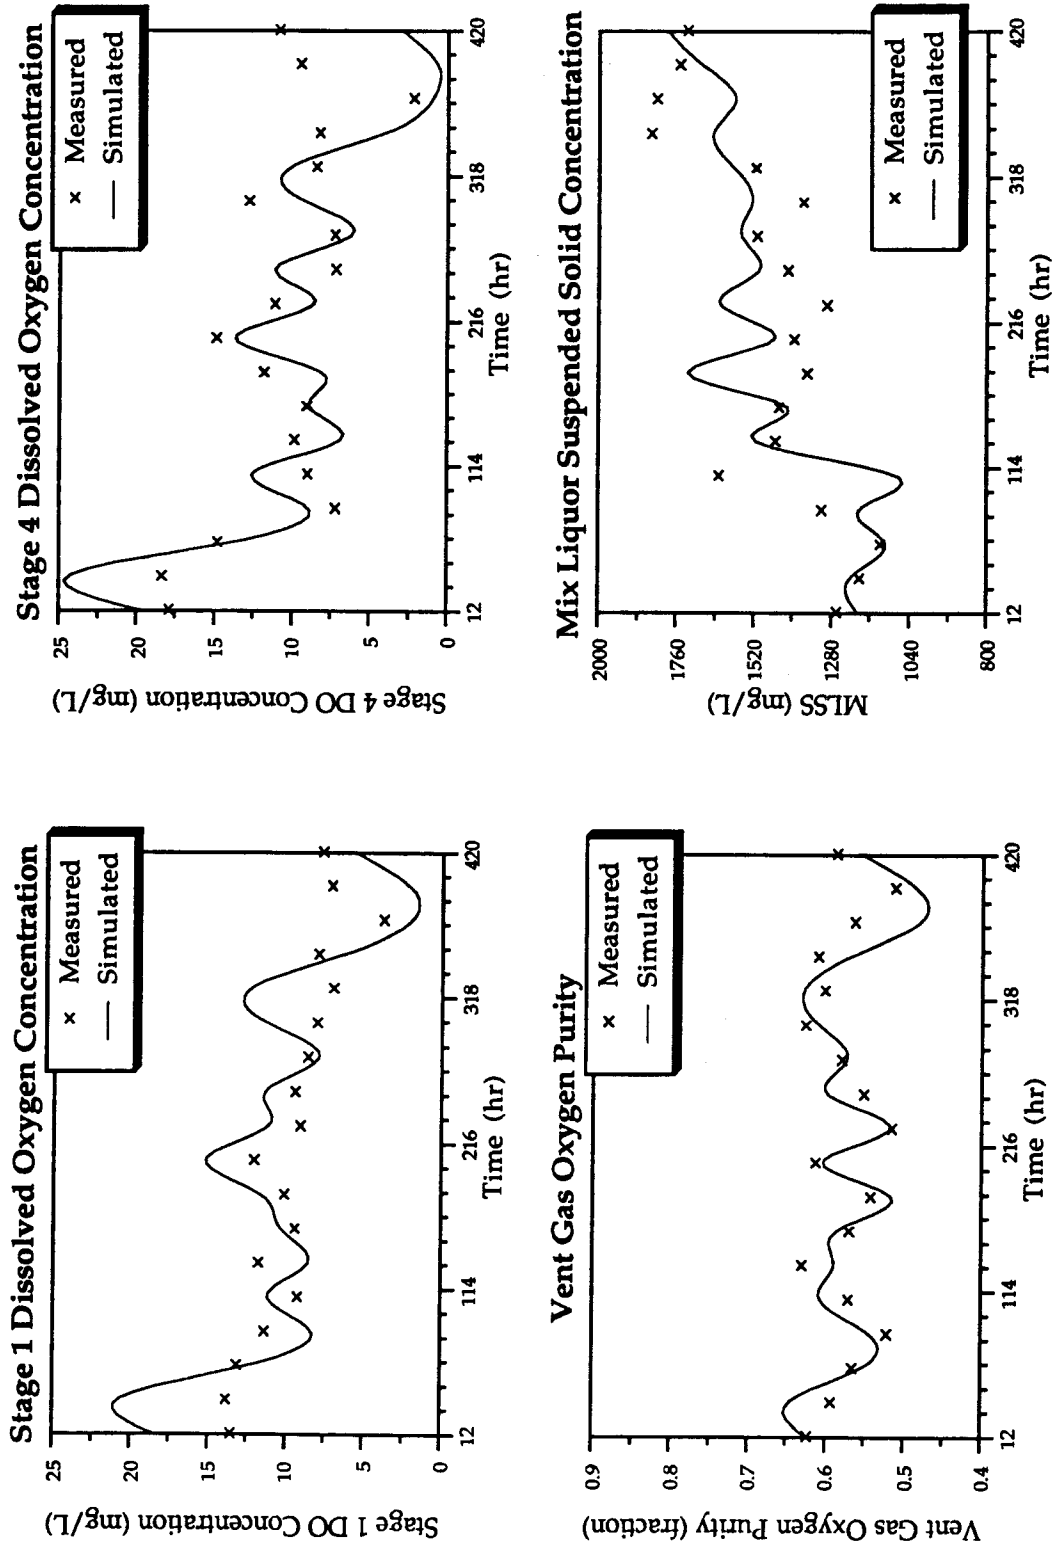 Stage 1 Dissolved Oxygen Concentration
× Measured
— Simulated
Stage 1 DO Concentration (mg/L)
25
20
15
10
5
0
12
114
216
318
420
Time (hr)
Stage 4 Dissolved Oxygen Concentration
× Measured
— Simulated
Stage 4 DO Concentration (mg/L)
25
20
15
10
5
0
12
114
216
318
420
Time (hr)
Vent Gas Oxygen Purity
× Measured
— Simulated
Vent Gas Oxygen Purity (fraction)
0.9
0.8
0.7
0.6
0.5
0.4
12
114
216
318
420
Time (hr)
Mix Liquor Suspended Solid Concentration
× Measured
— Simulated
MLSS (mg/L)
2000
1760
1520
1280
1040
800
12
114
216
318
420
Time (hr)